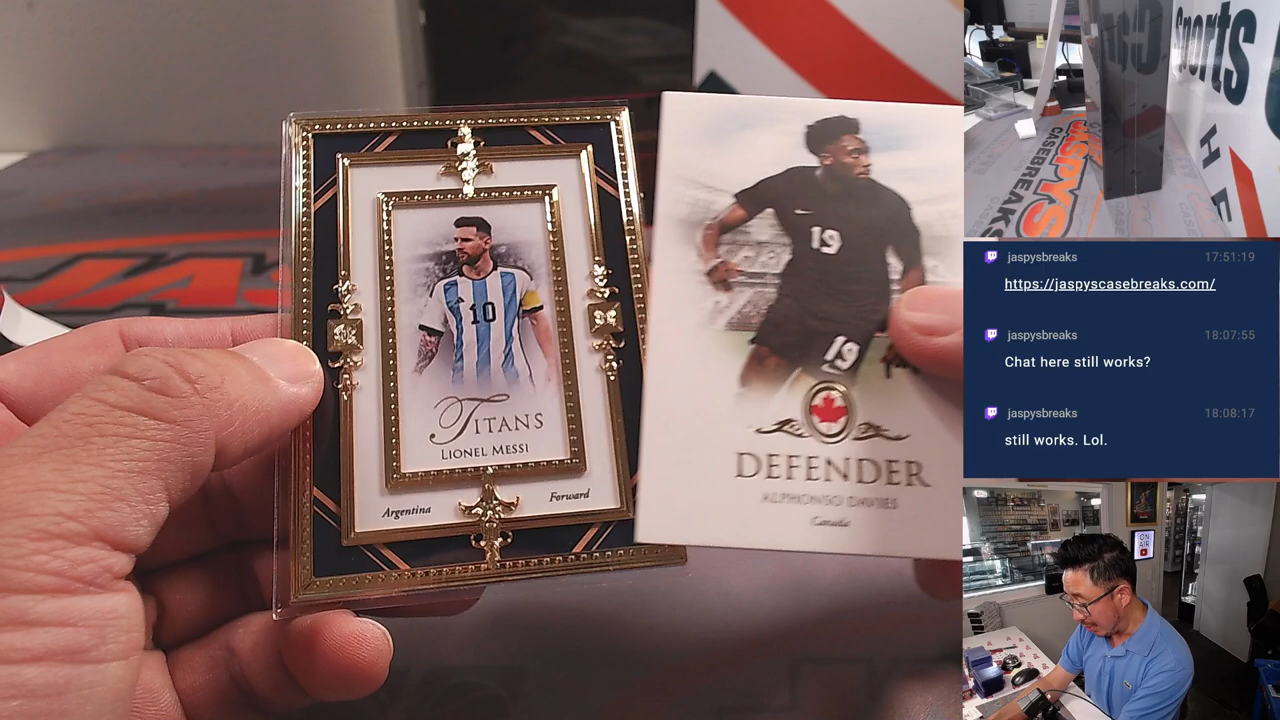 10
TITANS
LIONEL MESSI
Argentina
Forward
19
19
DEFENDER
ALPHONSO DAVIES
Canada
JAS
Sports
JASPYS
CASEBREAKS
jaspysbreaks 17:51:19
https://jaspyscasebreaks.com/
jaspysbreaks 18:07:55
Chat here still works?
jaspysbreaks 18:08:17
still works. Lol.
ON
AIR